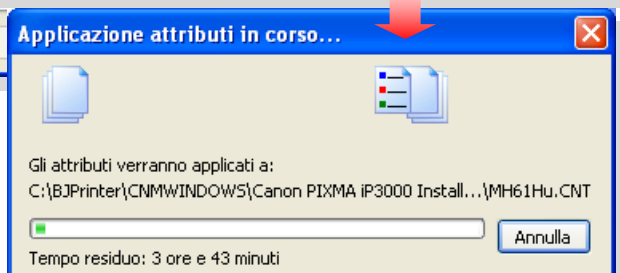 Applicazione attributi in corso...
Gli attributi verranno applicati a:
C:\BJPrinter\CNMWINDOWS\Canon PIXMA iP3000 Install...\MH61Hu.CNT
Annulla
Tempo residuo: 3 ore e 43 minuti